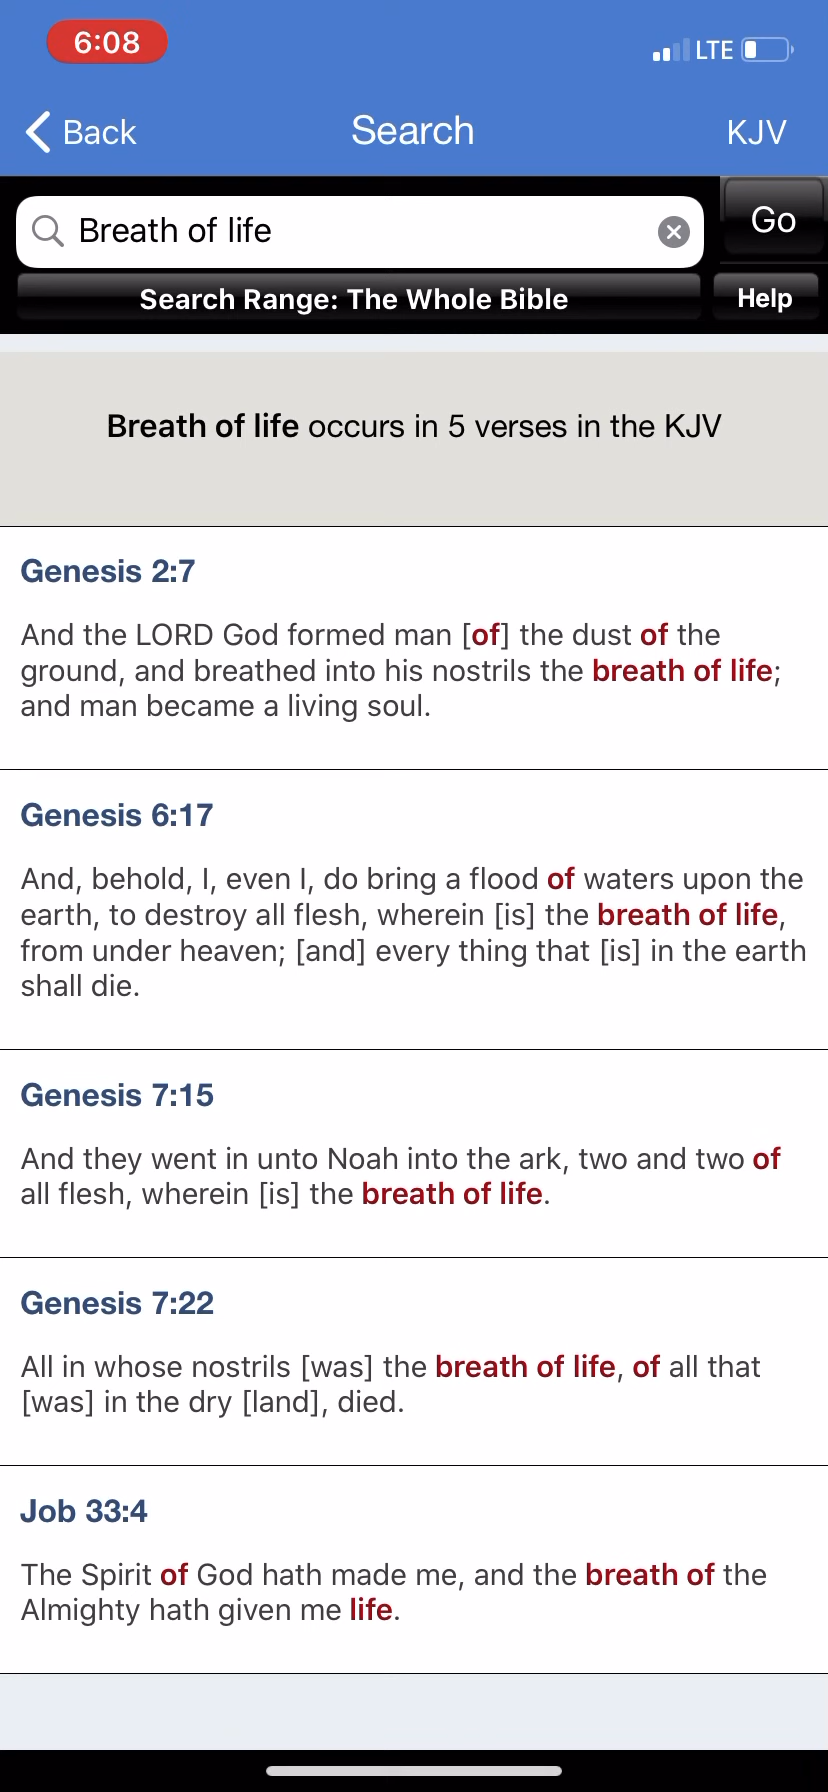 6:08
LTE
Back
Search
KJV
Breath of life
Go
Search Range: The Whole Bible
Help
Breath of life occurs in 5 verses in the KJV
Genesis 2:7
And the LORD God formed man [of] the dust of the
ground, and breathed into his nostrils the breath of life;
and man became a living soul.
Genesis 6:17
And, behold, I, even I, do bring a flood of waters upon the
earth, to destroy all flesh, wherein [is] the breath of life,
from under heaven; [and] every thing that [is] in the earth
shall die.
Genesis 7:15
And they went in unto Noah into the ark, two and two of
all flesh, wherein [is] the breath of life.
Genesis 7:22
All in whose nostrils [was] the breath of life, of all that
[was] in the dry [land], died.
Job 33:4
The Spirit of God hath made me, and the breath of the
Almighty hath given me life.